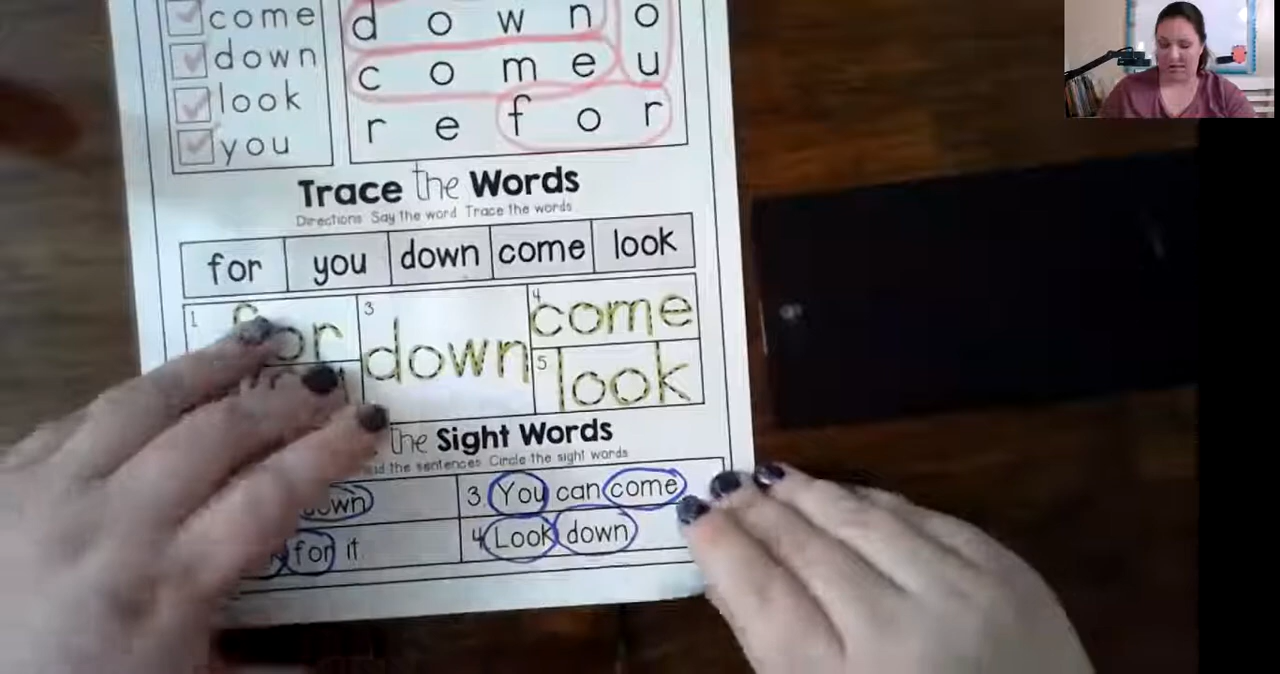 come
down
look
you
d o w n o
c o m e u
r e f o r
Trace the Words
Directions Say the word Trace the words
for you down come look
1 for
3 down
4 come
5 look
the Sight Words
the sentences Circle the sight words
down
for it
3. You can come
4 Look down